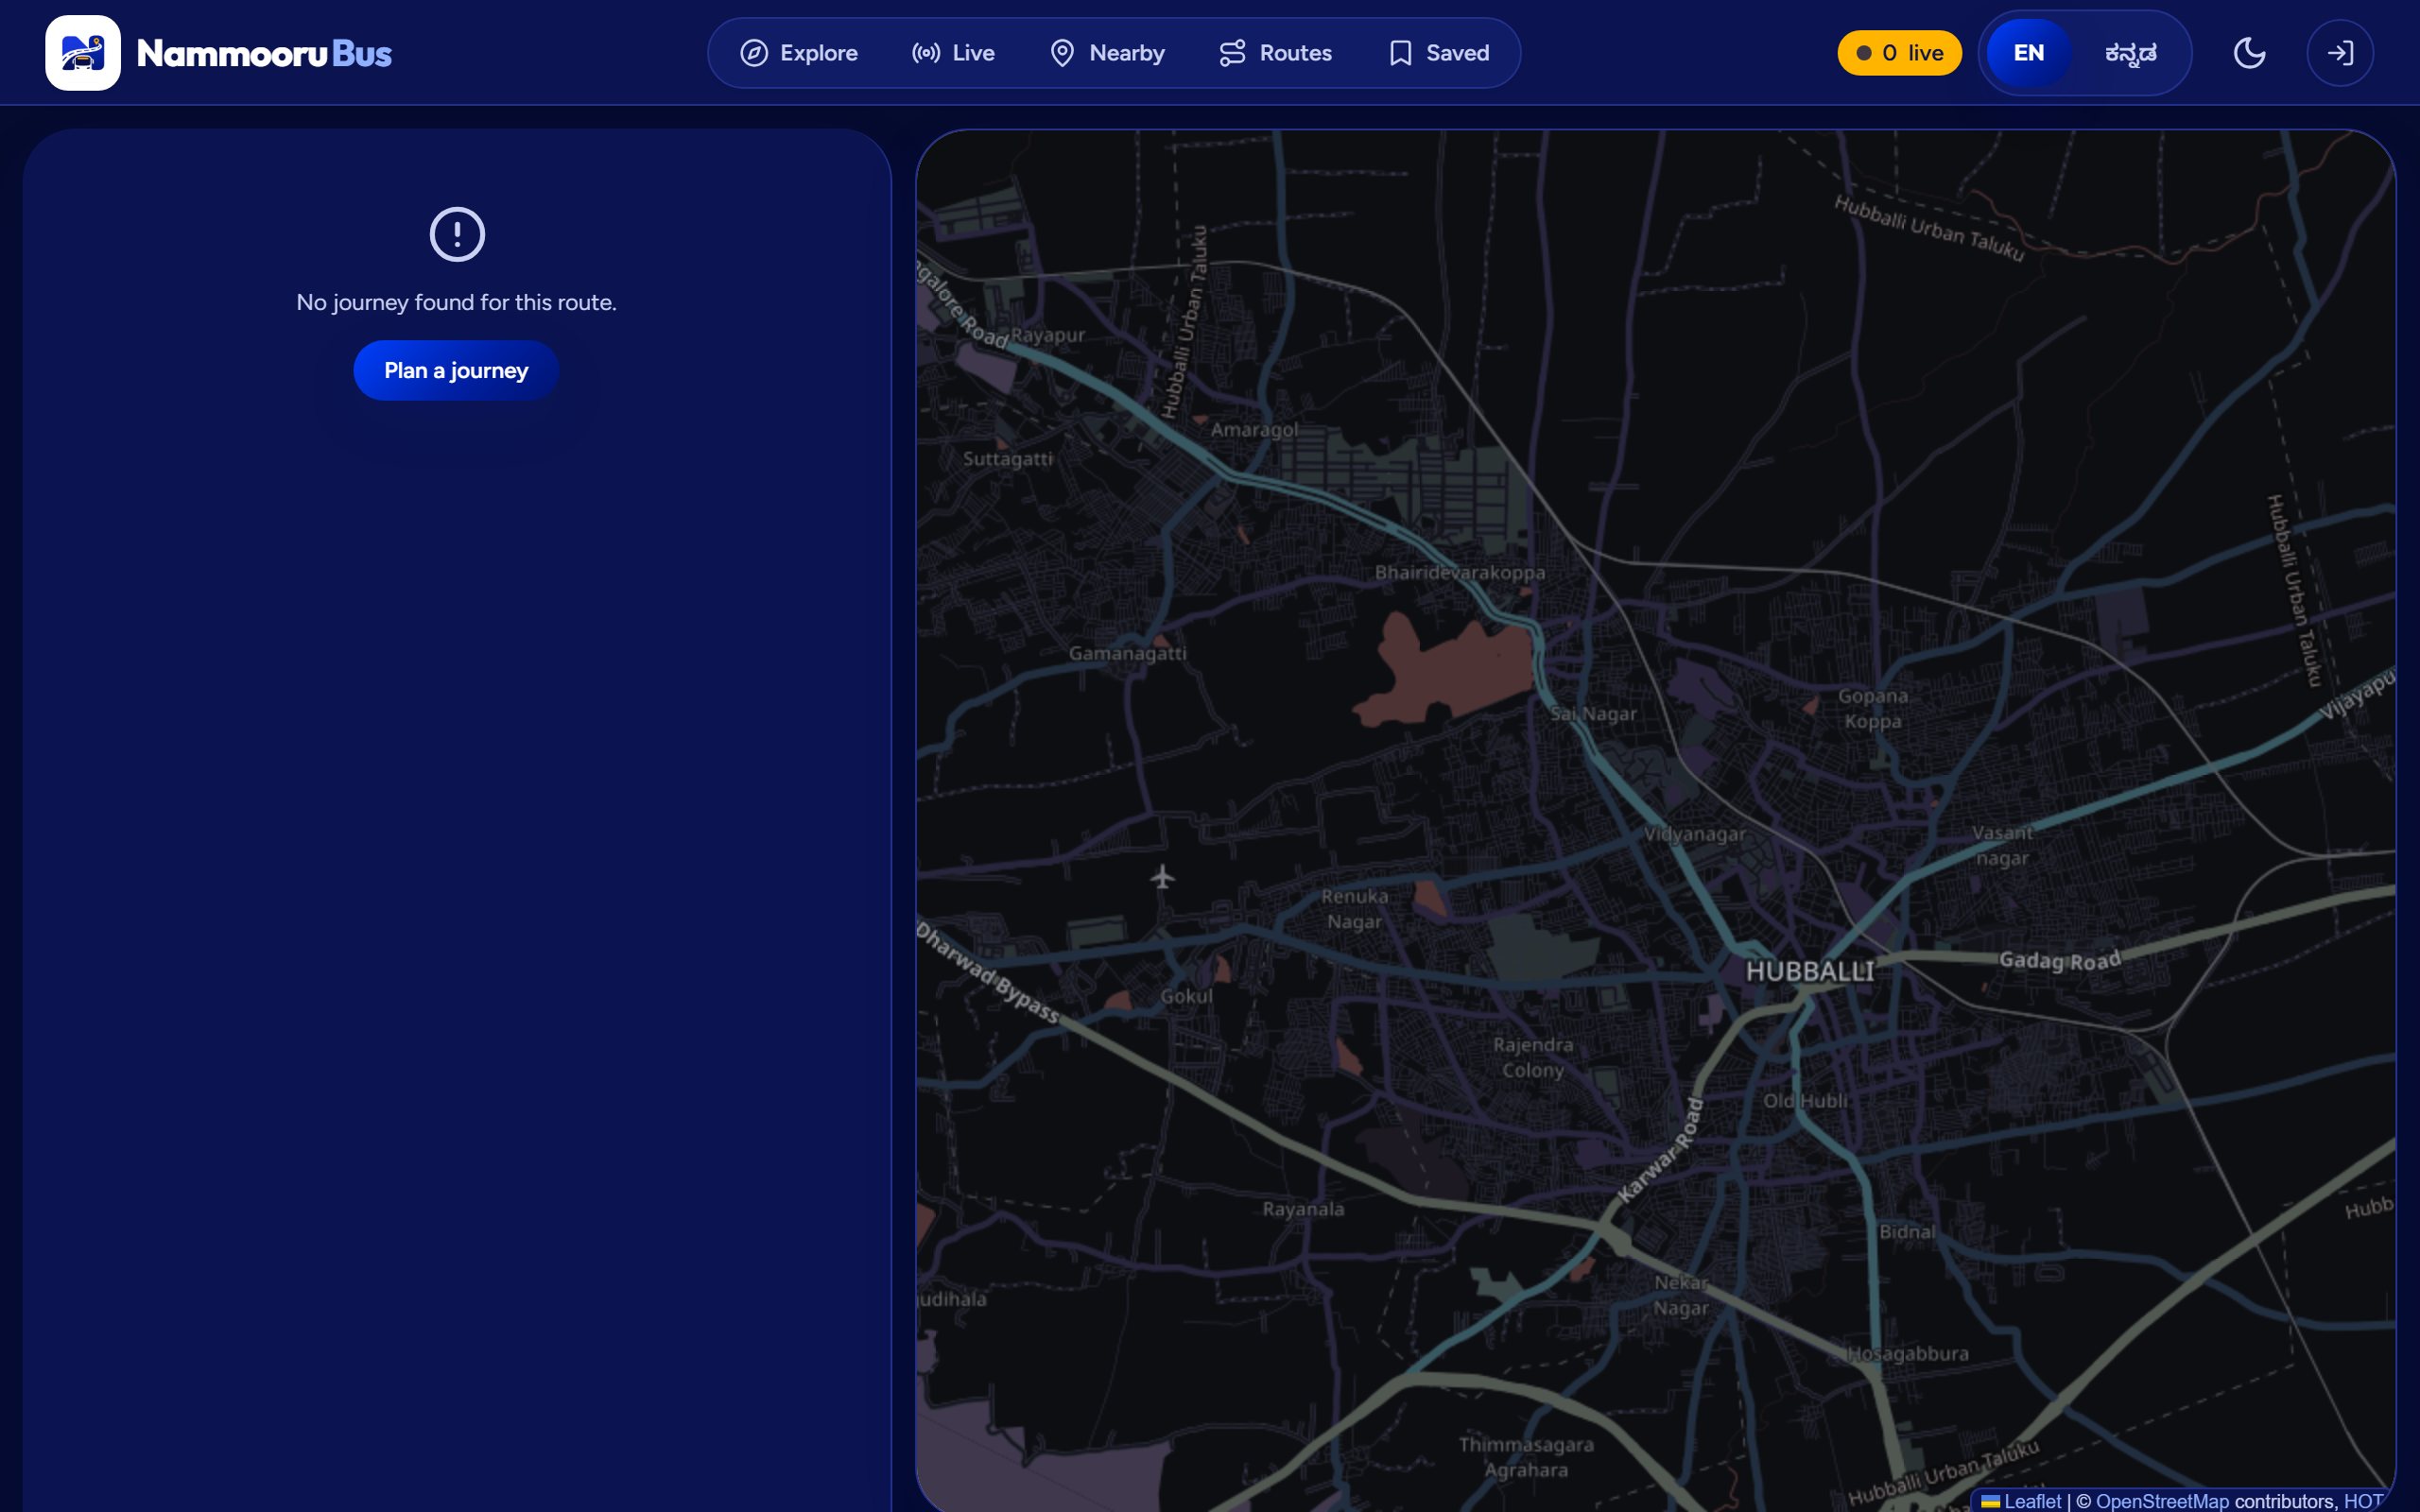 Nammooru Bus
Explore
Live
Nearby
Routes
Saved
0 live
EN
ಕನ್ನಡ
No journey found for this route.
Plan a journey
Hubballi Urban Taluku
Hubballi Urban Taluku
Road
Rayapur
Amaragol
Suttagatti
Hubballi Urban Taluku
Bhairidevarakoppa
Gamanagatti
Gopana
Koppa
Sai Nagar
Vidyanagar
Vasant
nagar
Renuka
Nagar
Dharwad Bypass
HUBBALLI
Gadag Road
Gokul
Rajendra
Colony
Old Hubli
Karwar Road
Rayanala
Hubb
Bidnal
Nekar
Nagar
udihala
Hosagabbura
Thimmasagara
Agrahara
Hubballi Urban Taluku
Leaflet | © OpenStreetMap contributors, HOT